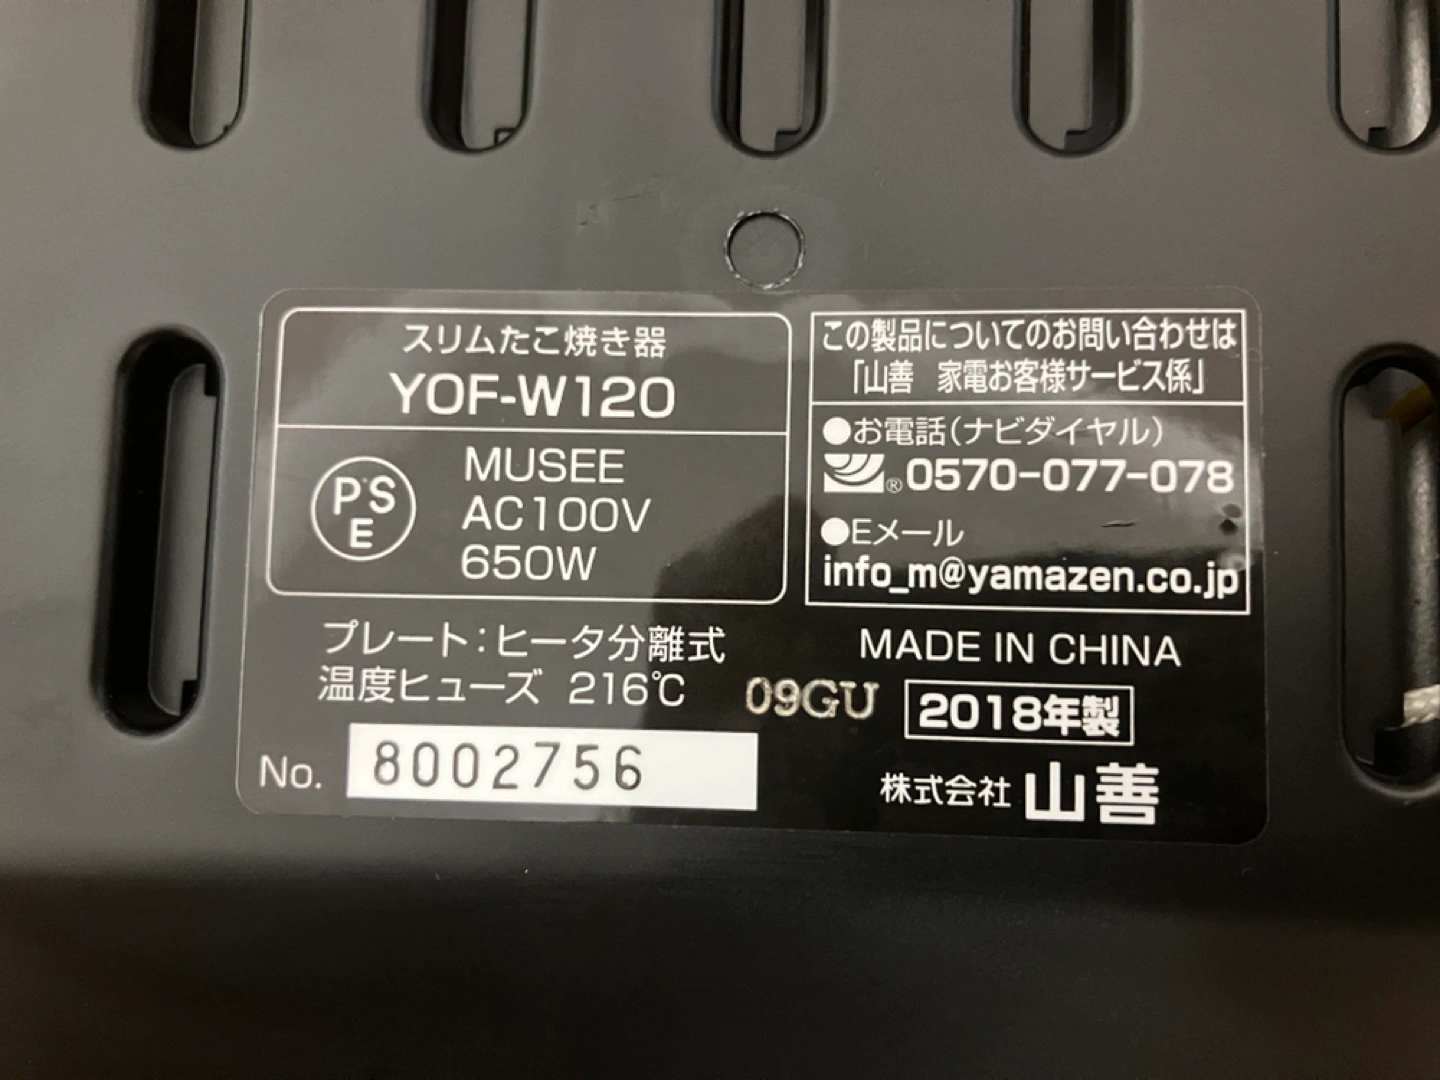 スリムたこ焼き器
YOF-W120
PSE
MUSEE
AC100V
650W
この製品についてのお問い合わせは
「山善 家電お客様サービス係」
●お電話(ナビダイヤル)
®0570-077-078
●Eメール
info_m@yamazen.co.jp
プレート:ヒータ分離式
温度ヒューズ 216℃
09GU
MADE IN CHINA
2018年製
No. 8002756
株式会社 山善